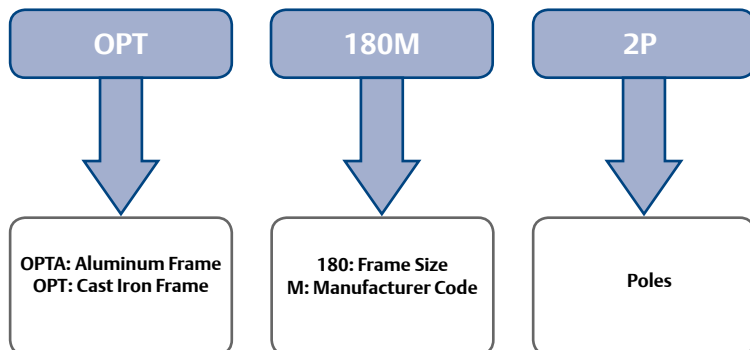 OPT
180M
2P
OPTA: Aluminum Frame
OPT: Cast Iron Frame
180: Frame Size
M: Manufacturer Code
Poles